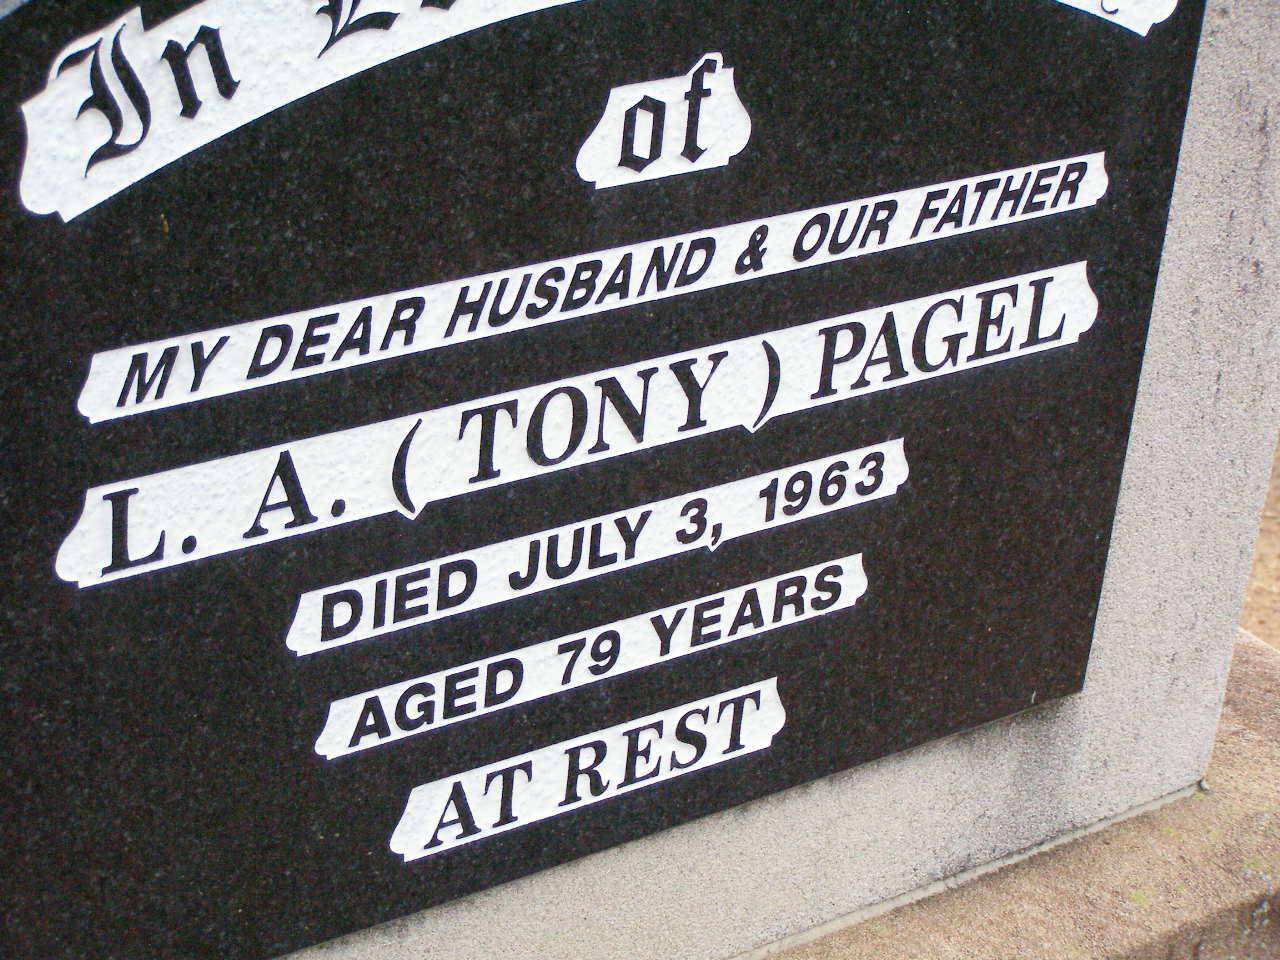 In
of
MY DEAR HUSBAND & OUR FATHER
L. A. (TONY) PAGEL
DIED JULY 3, 1963
AGED 79 YEARS
AT REST